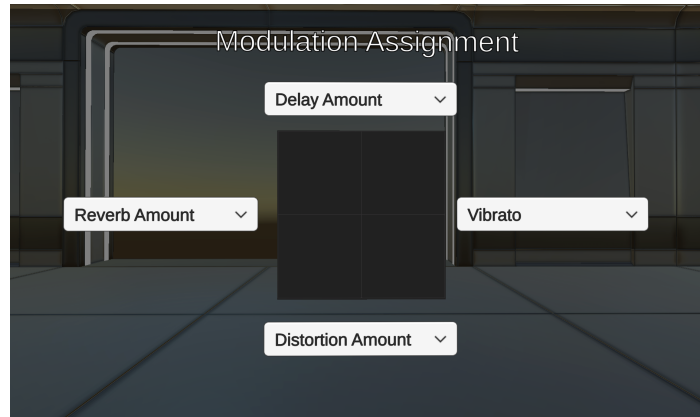 Modulation Assignment
Delay Amount
Reverb Amount
Vibrato
Distortion Amount